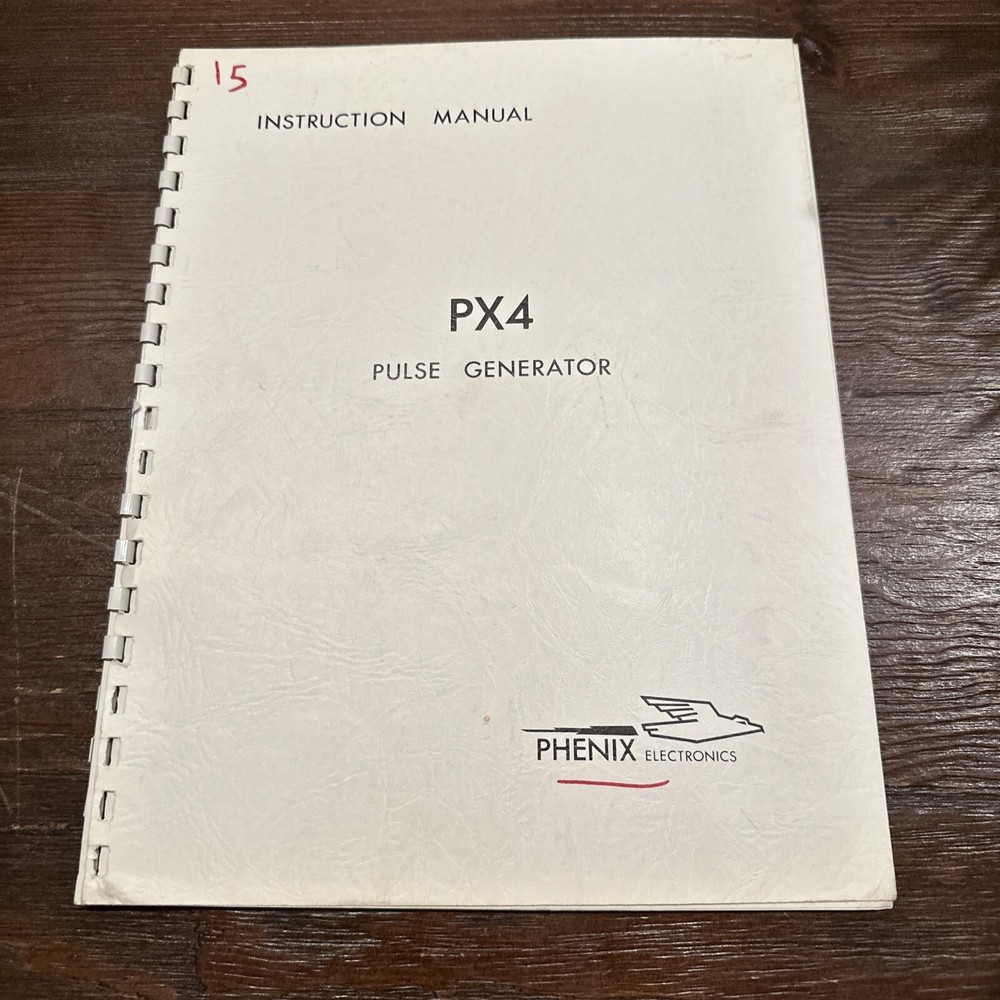 15
INSTRUCTION MANUAL
PX4
PULSE GENERATOR
PHENIX ELECTRONICS